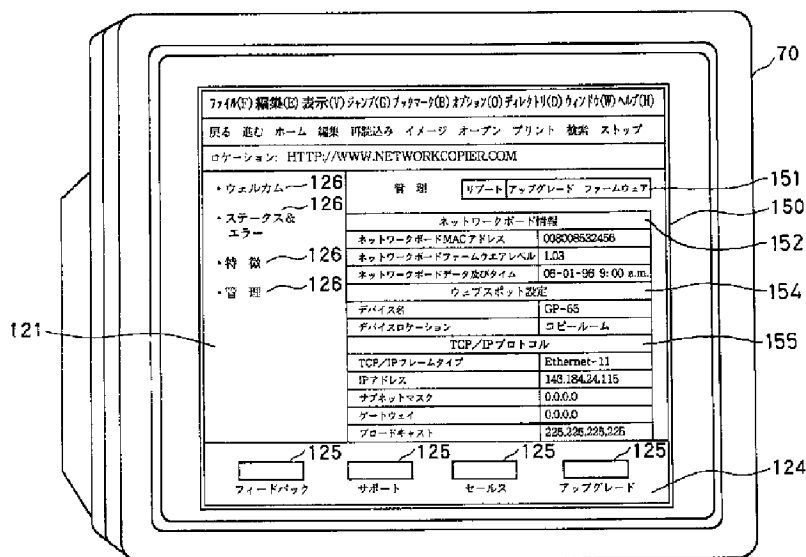 70
ファイル(F) 編集(E) 表示(V) ジャンプ(G) ブックマーク(B) オプション(O) ディレクトリ(D) ウィンドウ(W) ヘルプ(H)
戻る 進む ホーム 編集 再読込み イメージ オープン プリント 検索 ストップ
ロケーション: HTTP://WWW.NETWORKCOPIER.COM
・ウェルカム 126
126
・ステークス&
エラー
・特 徴 126
・管 理 126
121
管 理 リブート アップグレード ファームウェア 151
150
ネットワークボード情報 152
ネットワークボードMACアドレス 008008532456
ネットワークボードファームウエアレベル 1.03
ネットワークボードデータ及びタイム 06-01-96 9:00 a.m.
ウェブスポット設定 154
デバイス名 GP-55
デバイスロケーション コピールーム
TCP/IPプロトコル 155
TCP/IPフレームタイプ Ethernet-11
IPアドレス 143.184.24.115
サブネットマスク 0.0.0.0
ゲートウェイ 0.0.0.0
ブロードキャスト 225.225.225.225
125 125 125 125
フィードバック サポート セールス アップグレード
124